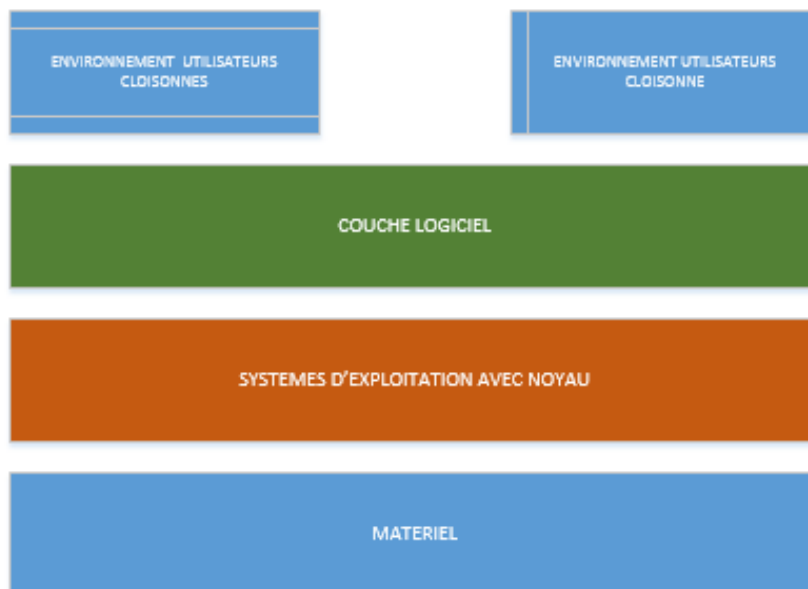 ENVIRONNEMENT UTILISATEURS
CLOISONNES
ENVIRONNEMENT UTILISATEURS
CLOISONNE
COUCHE LOGICIEL
SYSTEMES D'EXPLOITATION AVEC NOYAU
MATERIEL